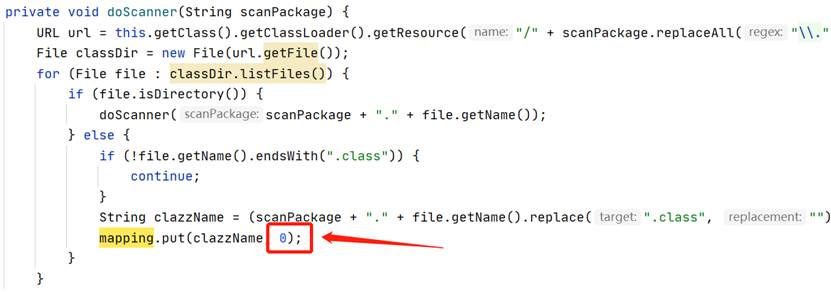 private void doScanner(String scanPackage) {
URL url = this.getClass().getClassLoader().getResource( name: "/" + scanPackage.replaceAll( regex: "\\."
File classDir = new File(url.getFile());
for (File file : classDir.listFiles()) {
if (file.isDirectory()) {
doScanner( scanPackage: scanPackage + "." + file.getName());
} else {
if (!file.getName().endsWith(".class")) {
continue;
}
String clazzName = (scanPackage + "." + file.getName().replace( target: ".class", replacement: "")
mapping.put(clazzName 0);
}
}